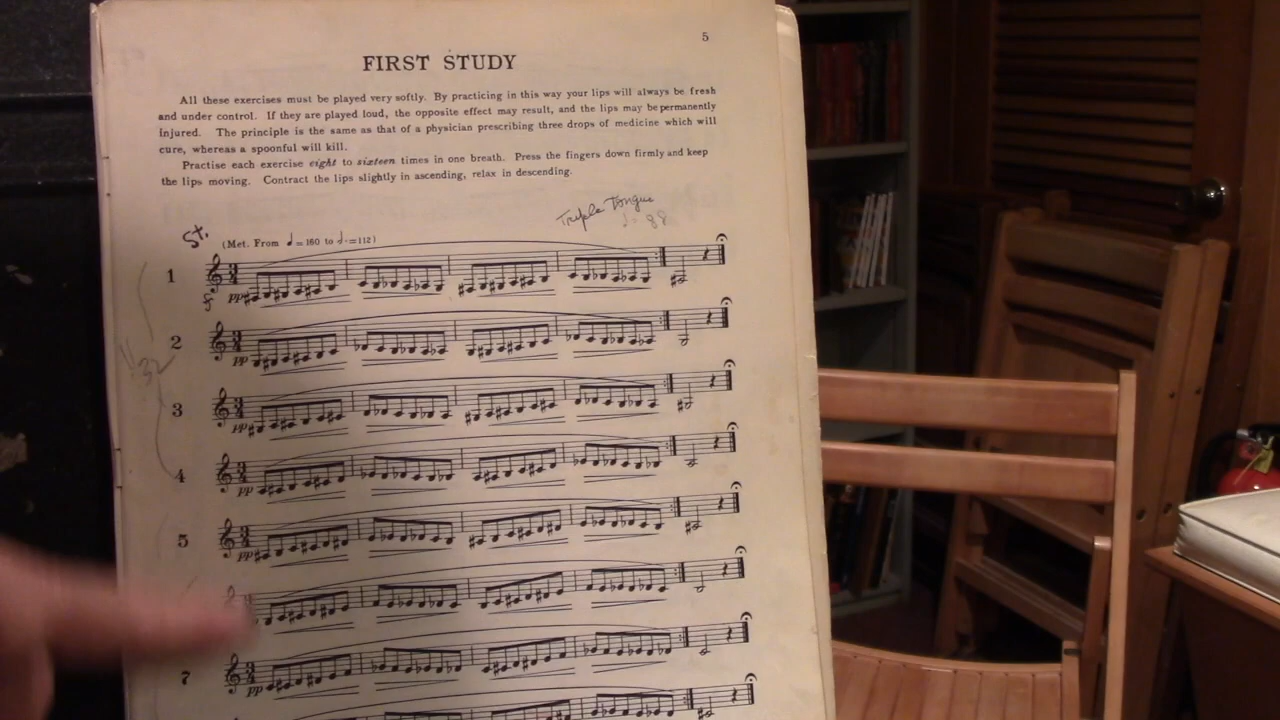 5
FIRST STUDY
All these exercises must be played very softly. By practicing in this way your lips will always be fresh
and under control. If they are played loud, the opposite effect may result, and the lips may be permanently
injured. The principle is the same as that of a physician prescribing three drops of medicine which will
cure, whereas a spoonful will kill.
Practise each exercise eight to sixteen times in one breath. Press the fingers down firmly and keep
the lips moving. Contract the lips slightly in ascending, relax in descending.
Triple Tongue
♩= 88
St.
(Met. From ♩=160 to 𝅗𝅥.=112)
1
pp
2
pp
32
3
pp
4
pp
5
pp
7
pp